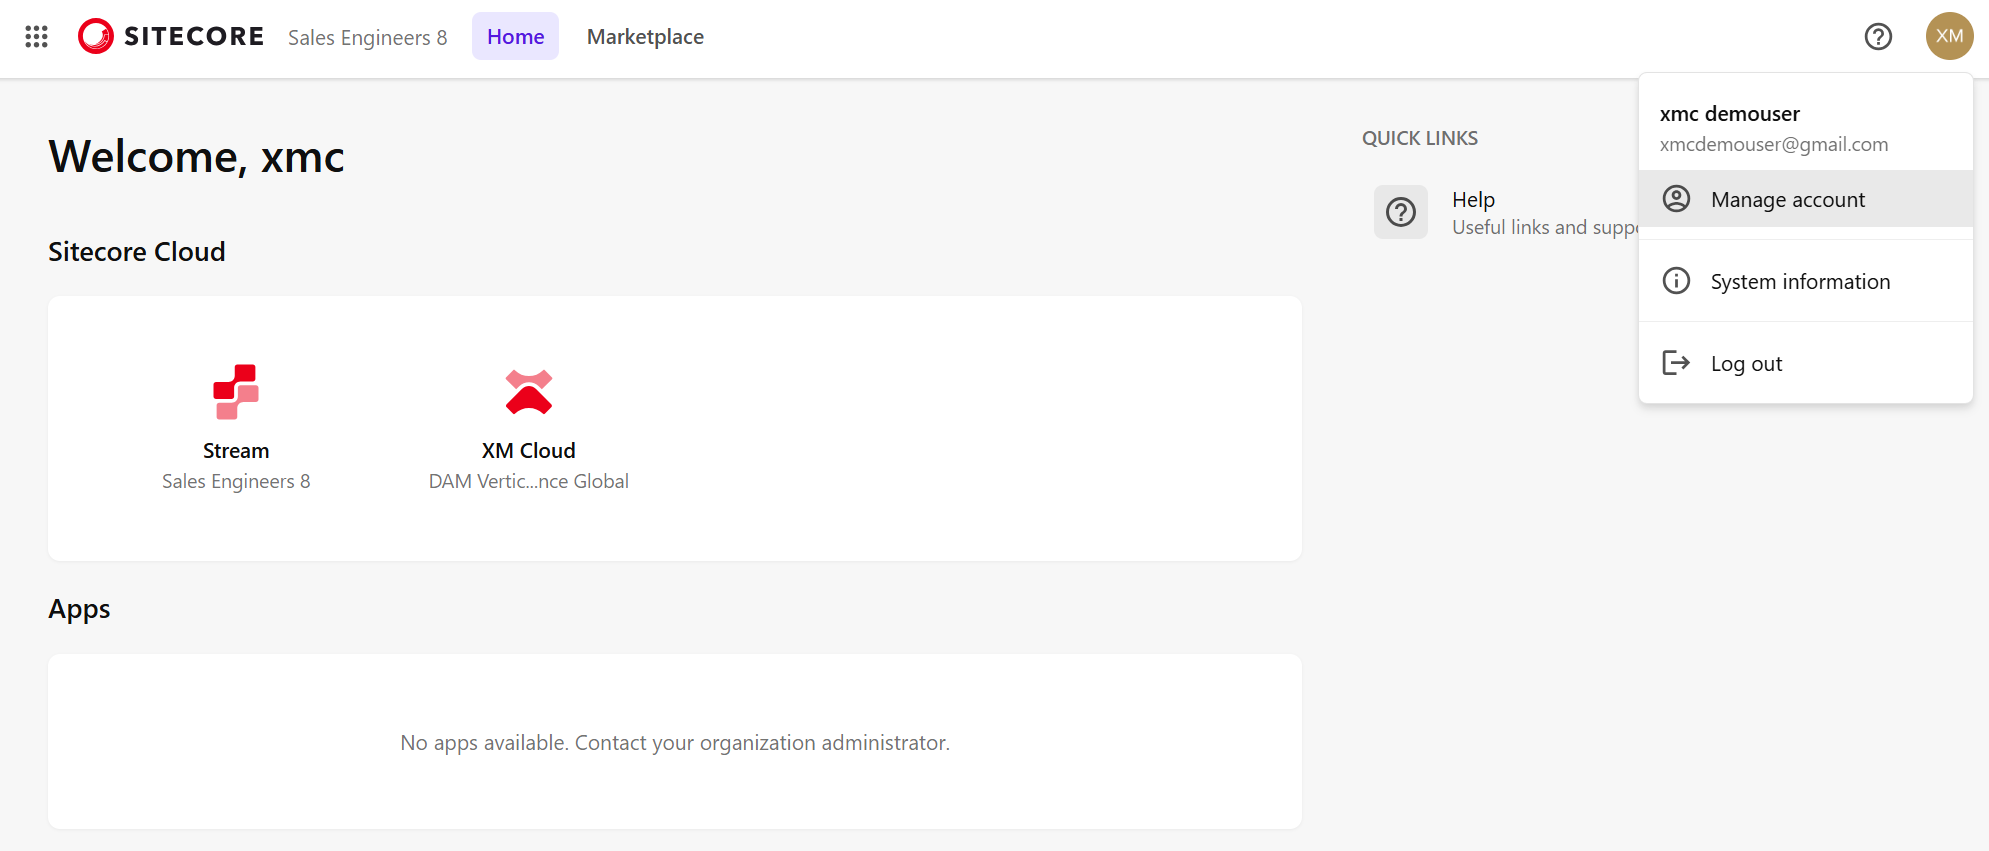 SITECORE
Sales Engineers 8
Home
Marketplace
XM
xmc demouser
xmcdemouser@gmail.com
Manage account
System information
Log out
Welcome, xmc
QUICK LINKS
Help
Useful links and
Sitecore Cloud
Stream
Sales Engineers 8
XM Cloud
DAM Vertic...nce Global
Apps
No apps available. Contact your organization administrator.